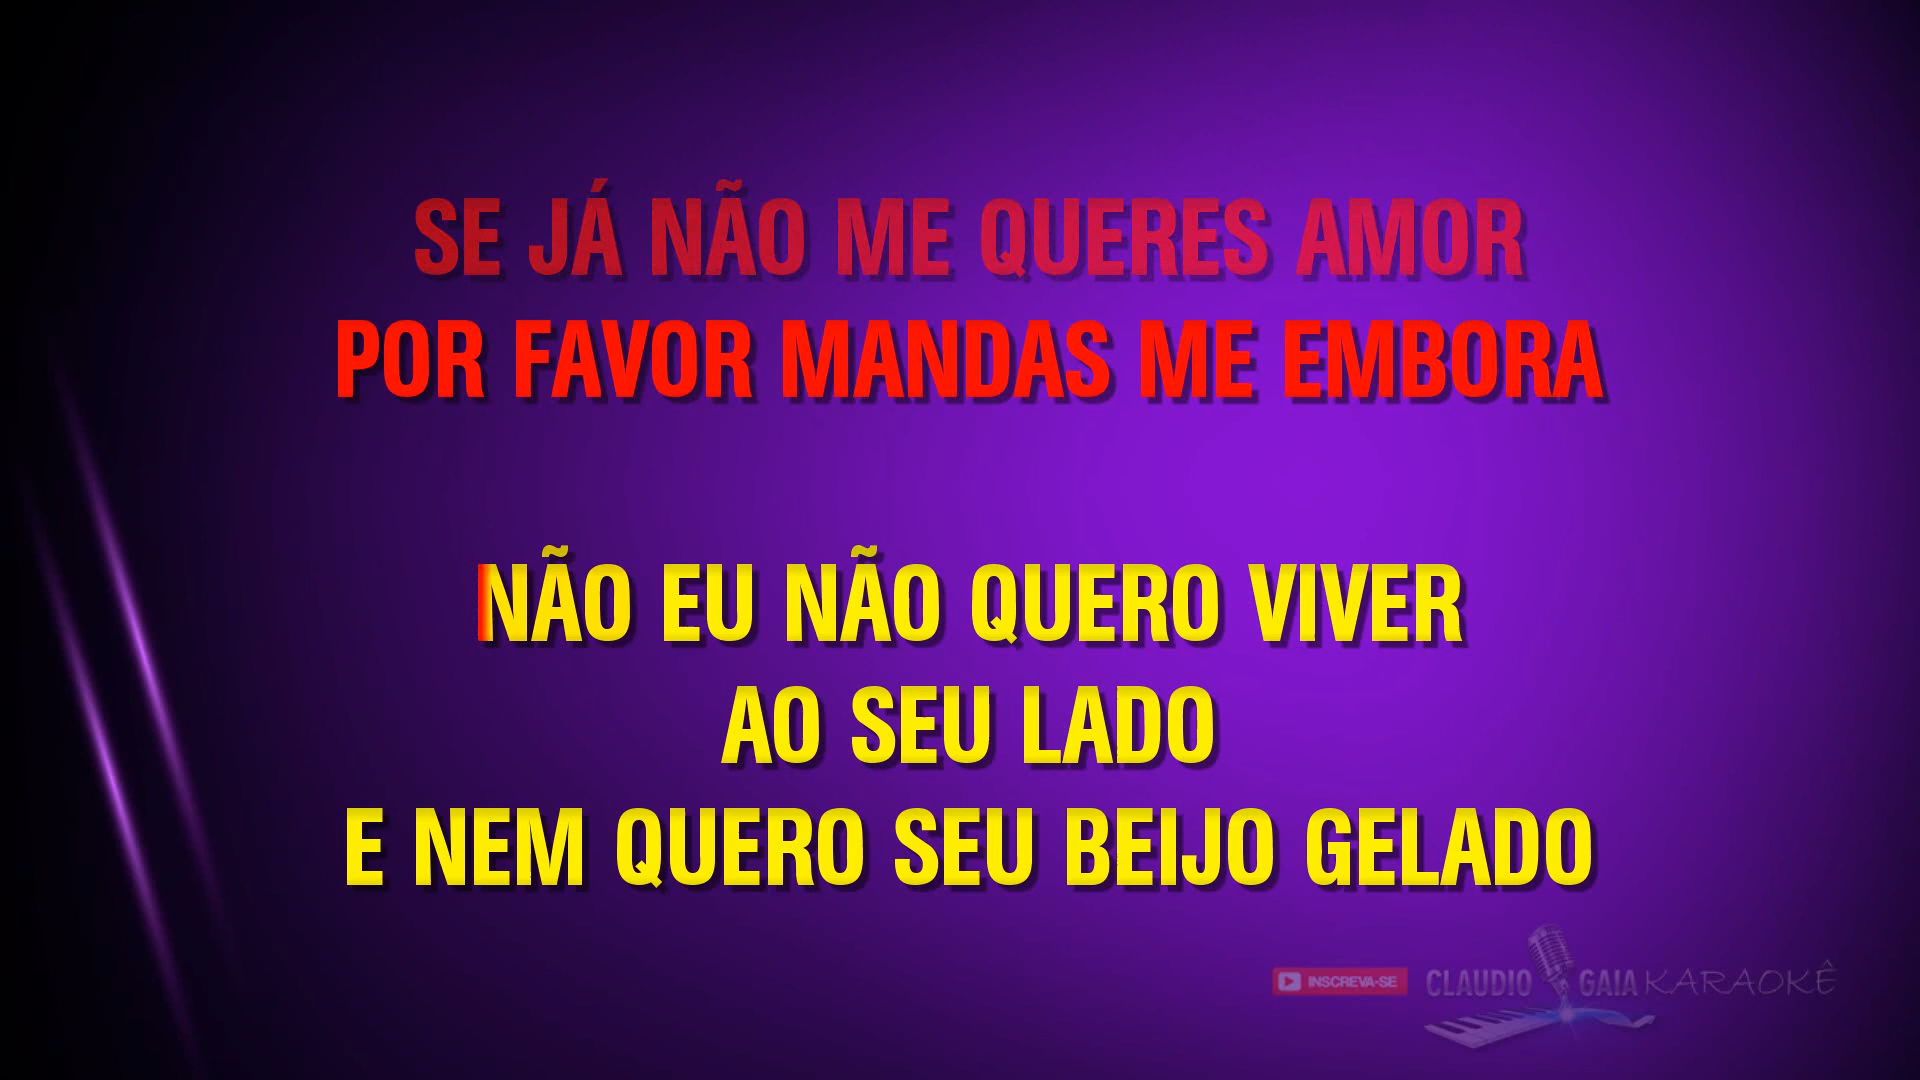 SE JÁ NÃO ME QUERES AMOR
POR FAVOR MANDAS ME EMBORA
NÃO EU NÃO QUERO VIVER
AO SEU LADO
E NEM QUERO SEU BEIJO GELADO
INSCREVA-SE CLAUDIO GAIA KARAOKÊ